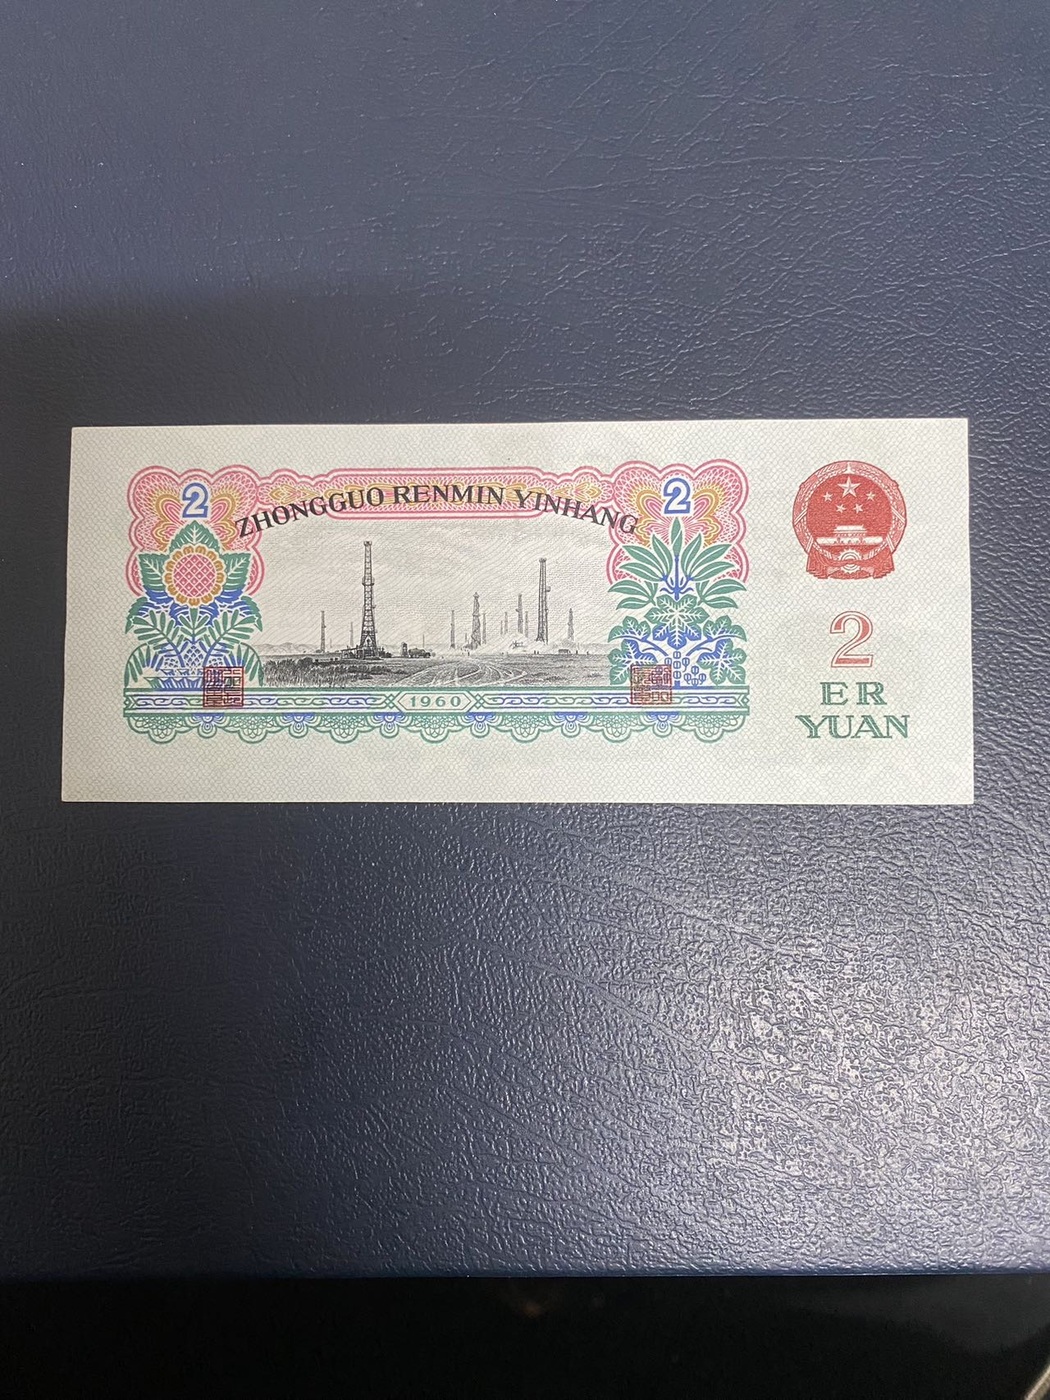 2 ZHONGGUO RENMIN YINHANG 2
1960
2
ER
YUAN